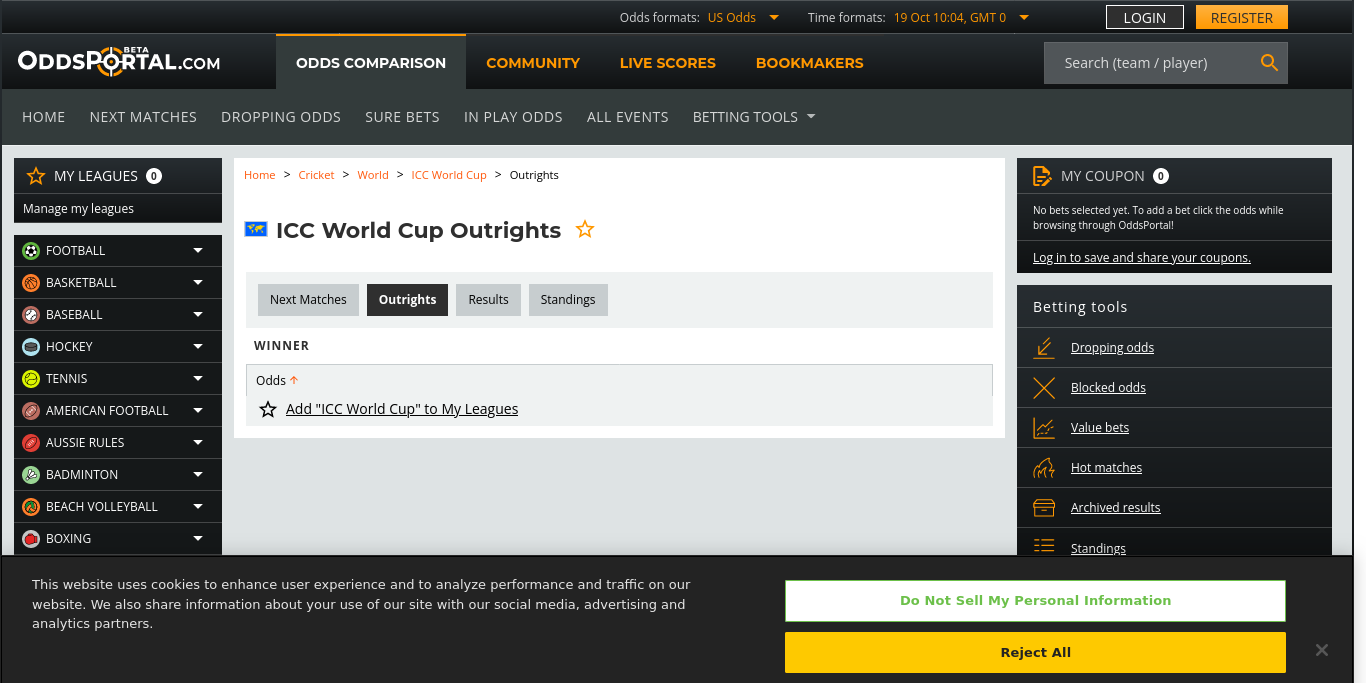 Odds formats: US Odds Time formats: 19 Oct 10:04, GMT 0 LOGIN REGISTER
ODDSPORTAL.COM BETA
ODDS COMPARISON COMMUNITY LIVE SCORES BOOKMAKERS Search (team / player)
HOME NEXT MATCHES DROPPING ODDS SURE BETS IN PLAY ODDS ALL EVENTS BETTING TOOLS
MY LEAGUES 0
Manage my leagues
FOOTBALL
BASKETBALL
BASEBALL
HOCKEY
TENNIS
AMERICAN FOOTBALL
AUSSIE RULES
BADMINTON
BEACH VOLLEYBALL
BOXING
Home > Cricket > World > ICC World Cup > Outrights
ICC World Cup Outrights
Next Matches Outrights Results Standings
WINNER
Odds
Add "ICC World Cup" to My Leagues
MY COUPON 0
No bets selected yet. To add a bet click the odds while
browsing through OddsPortal!
Log in to save and share your coupons.
Betting tools
Dropping odds
Blocked odds
Value bets
Hot matches
Archived results
Standings
This website uses cookies to enhance user experience and to analyze performance and traffic on our
website. We also share information about your use of our site with our social media, advertising and
analytics partners.
Do Not Sell My Personal Information
Reject All